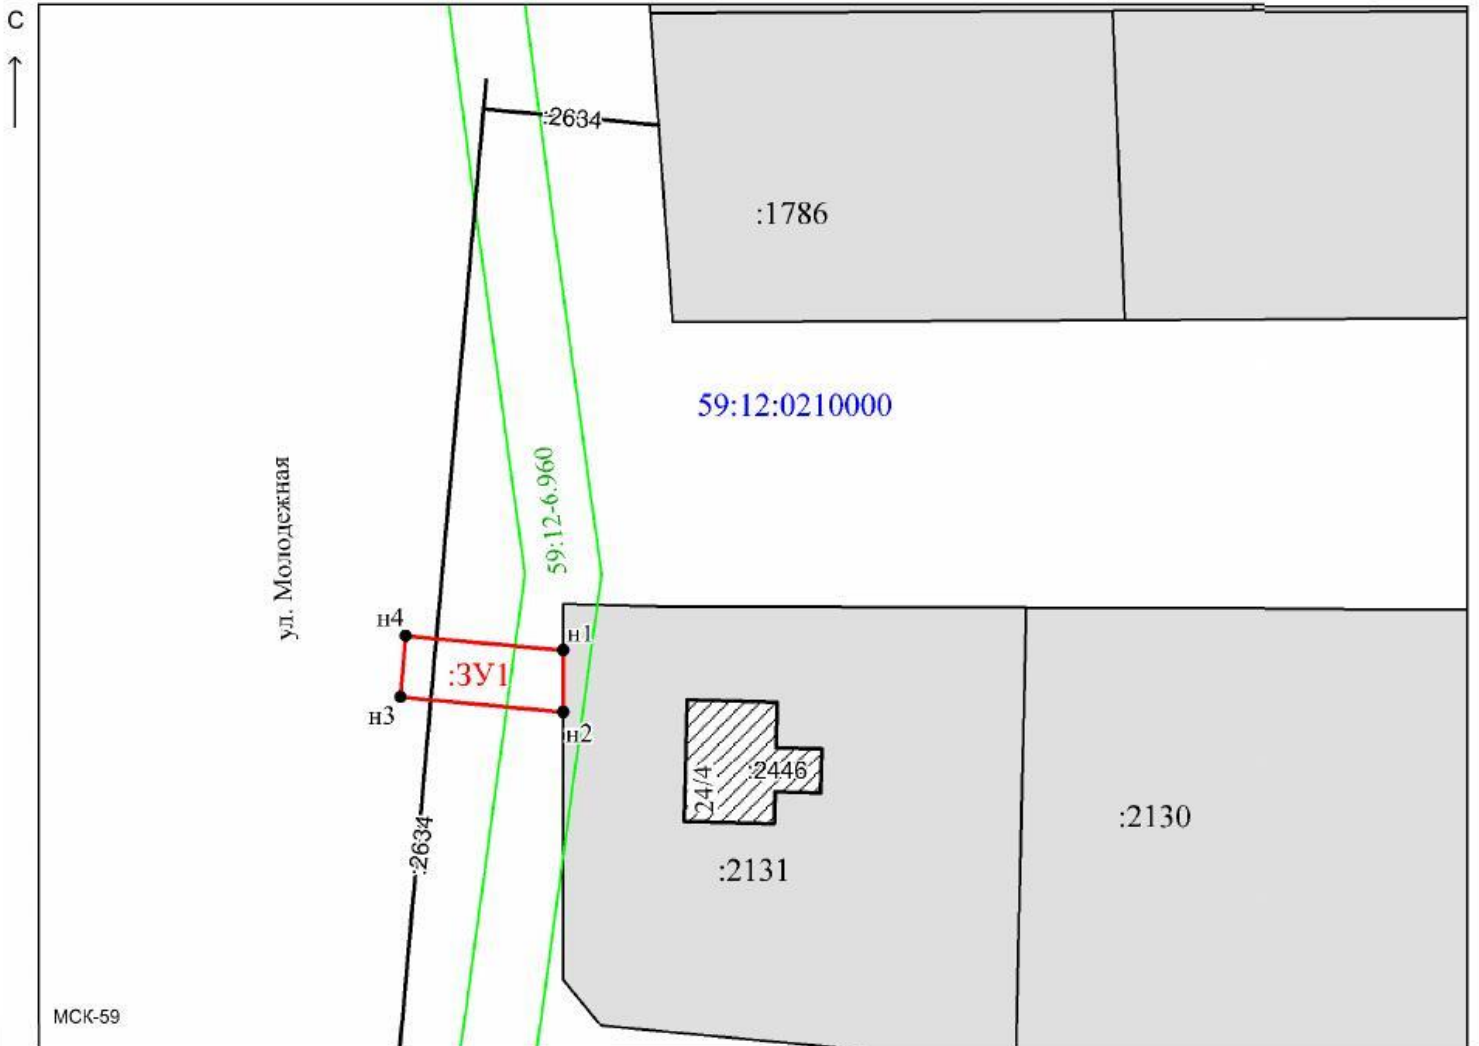 С
:2634
:1786
59:12:0210000
59:12-6.960
ул. Молодежная
н4
н1
:ЗУ1
н3
н2
:2446
24/4
:2130
:2634
:2131
МСК-59